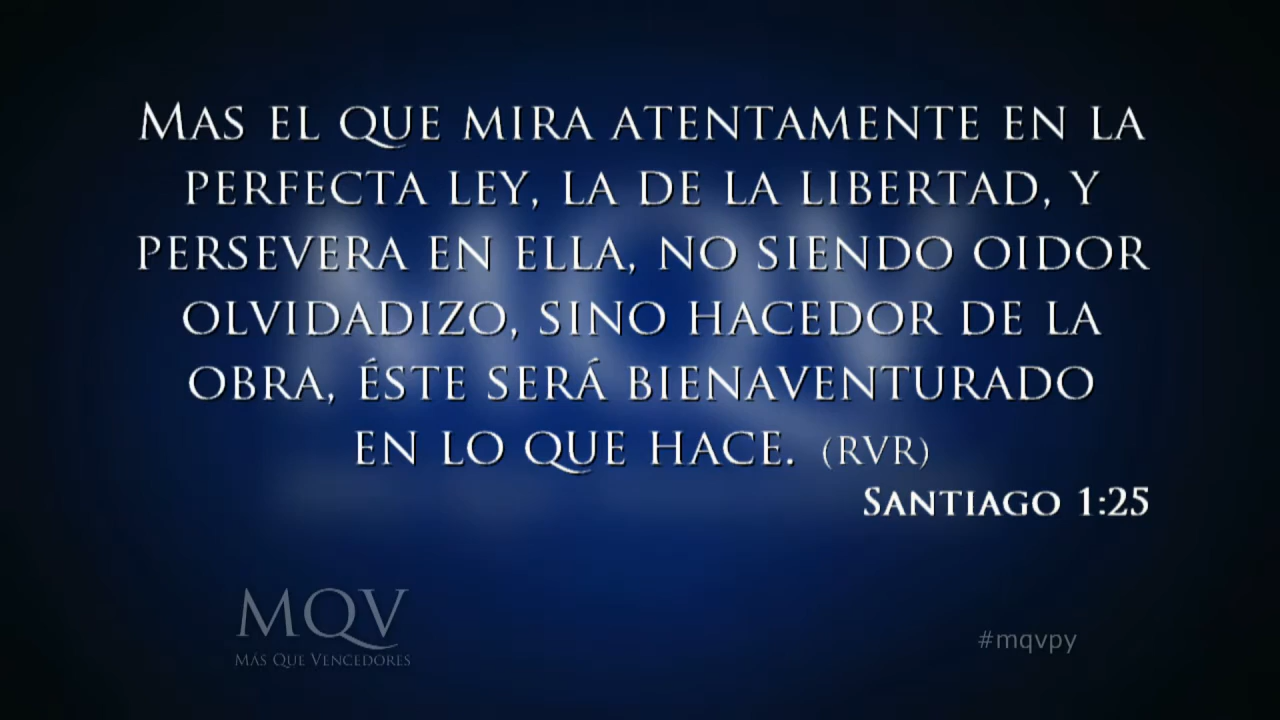 Mas el que mira atentamente en la
perfecta ley, la de la libertad, y
persevera en ella, no siendo oidor
olvidadizo, sino hacedor de la
obra, éste será bienaventurado
en lo que hace. (RVR)
Santiago 1:25
MQV
Más Que Vencedores
#mqvpy